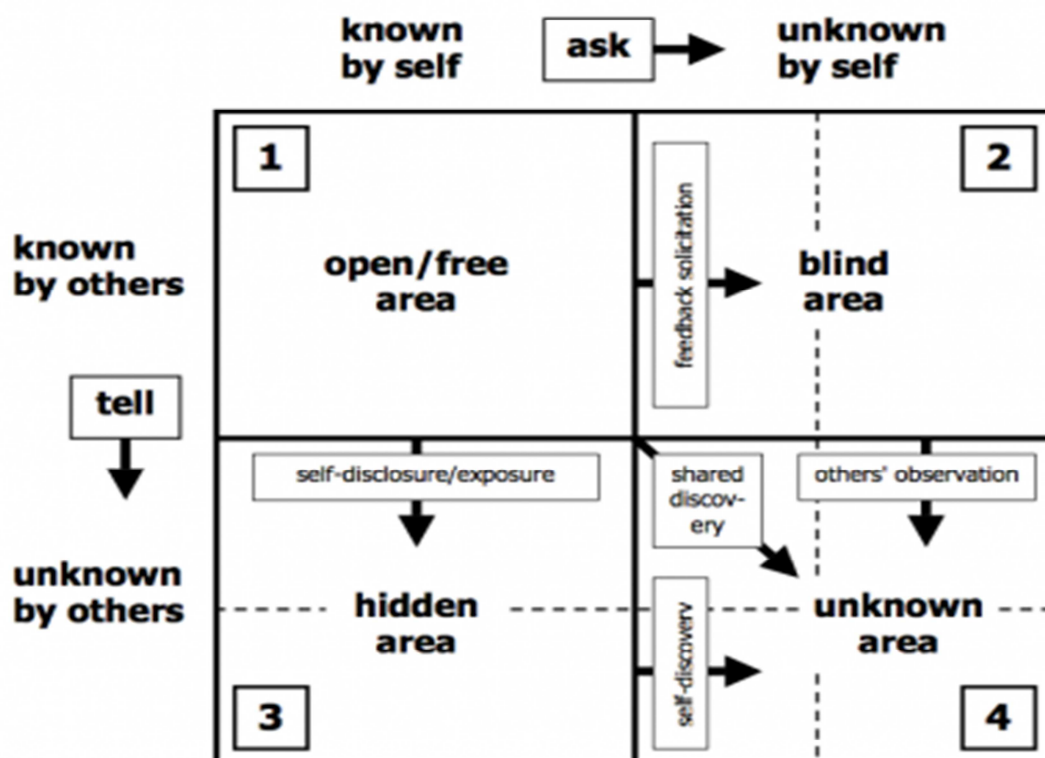 known
by self
ask
unknown
by self
1
2
known
by others
open/free
area
feedback solicitation
blind
area
tell
self-disclosure/exposure
shared
discov-
ery
others' observation
unknown
by others
hidden
area
self-discovery
unknown
area
3
4